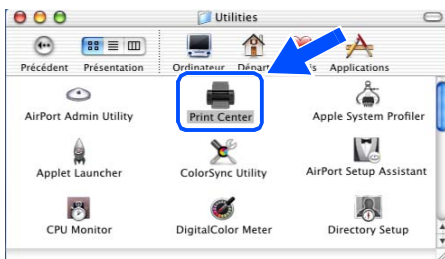 Utilities
Précédent Présentation Ordinateur Départ is Applications
AirPort Admin Utility Print Center Apple System Profiler
Applet Launcher ColorSync Utility AirPort Setup Assistant
CPU Monitor DigitalColor Meter Directory Setup